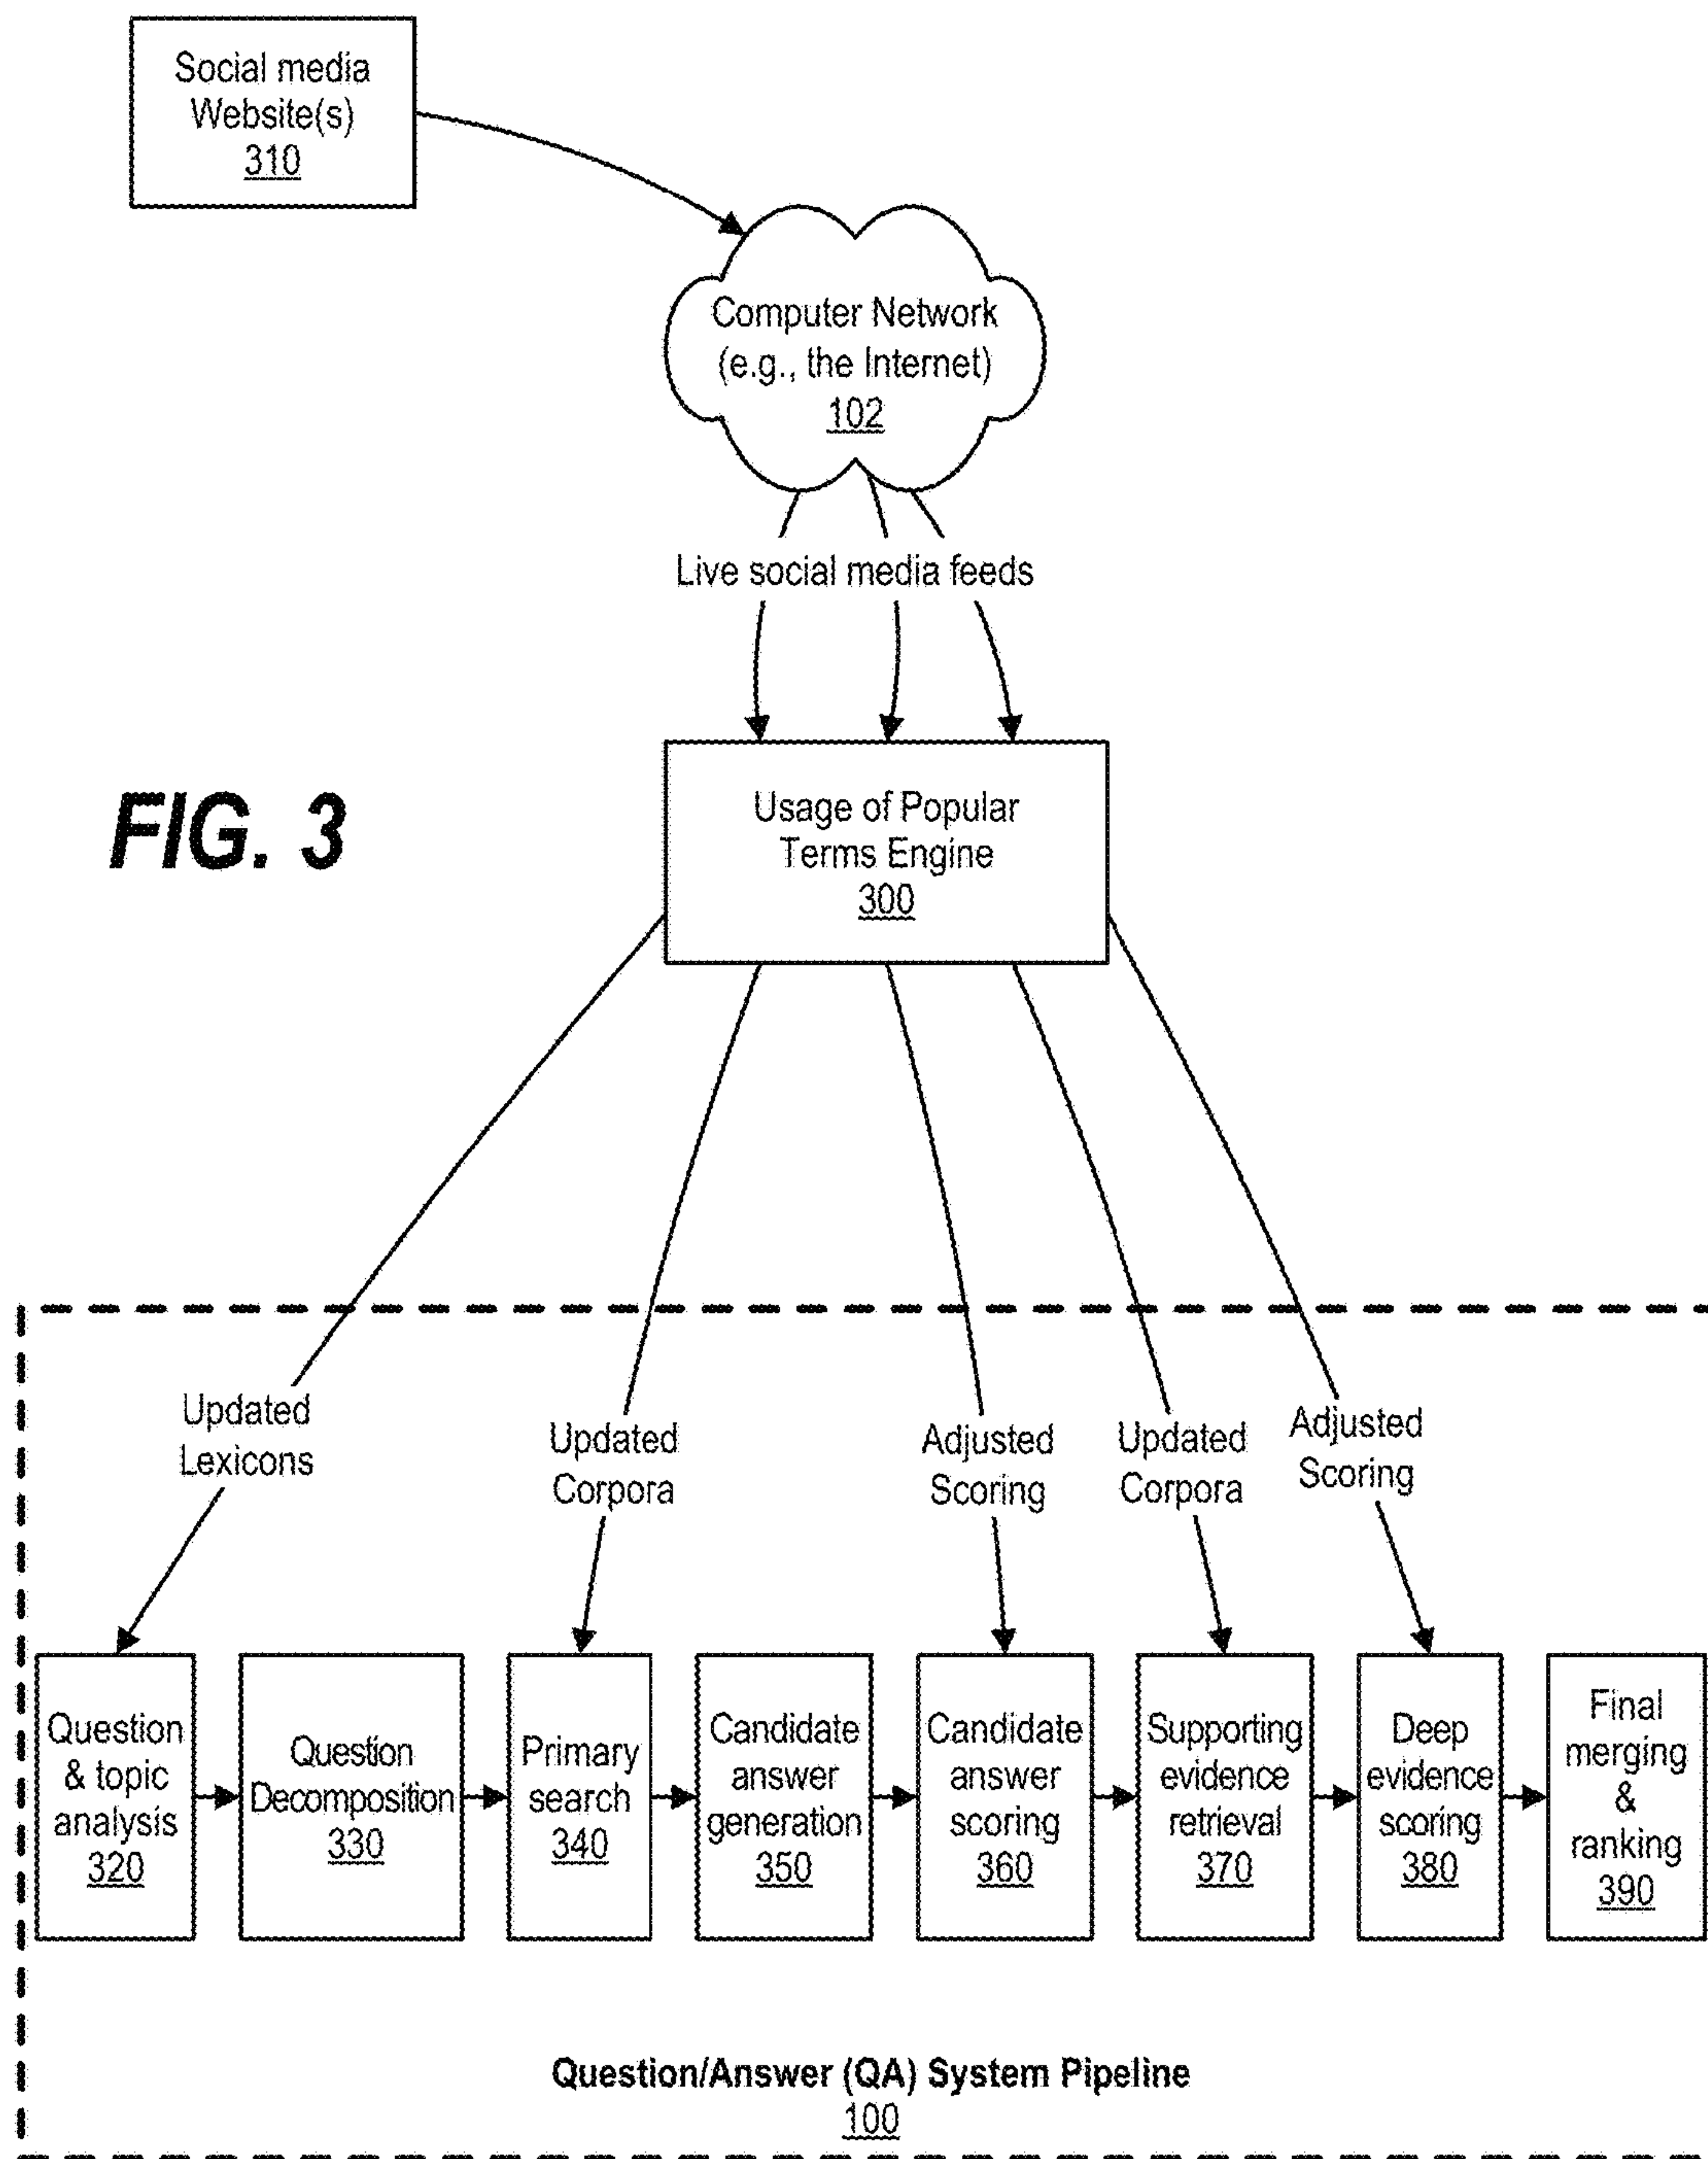 Social media
Website(s)
310
Computer Network
(e.g., the Internet)
102
Live social media feeds
FIG. 3
Usage of Popular
Terms Engine
300
Updated
Lexicons
Updated
Corpora
Adjusted
Scoring
Updated
Corpora
Adjusted
Scoring
Question
& topic
analysis
320
Question
Decomposition
330
Primary
search
340
Candidate
answer
generation
350
Candidate
answer
scoring
360
Supporting
evidence
retrieval
370
Deep
evidence
scoring
380
Final
merging
&
ranking
390
Question/Answer (QA) System Pipeline
100